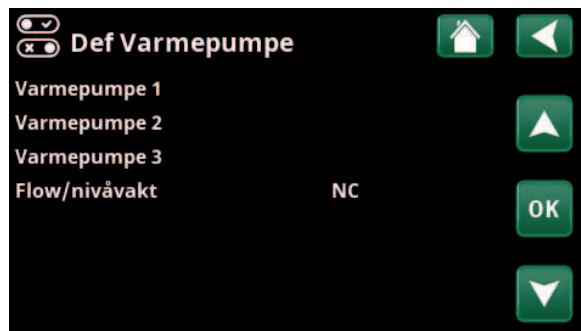 Def Varmepumpe
Varmepumpe 1
Varmepumpe 2
Varmepumpe 3
Flow/nivåvakt NC
OK